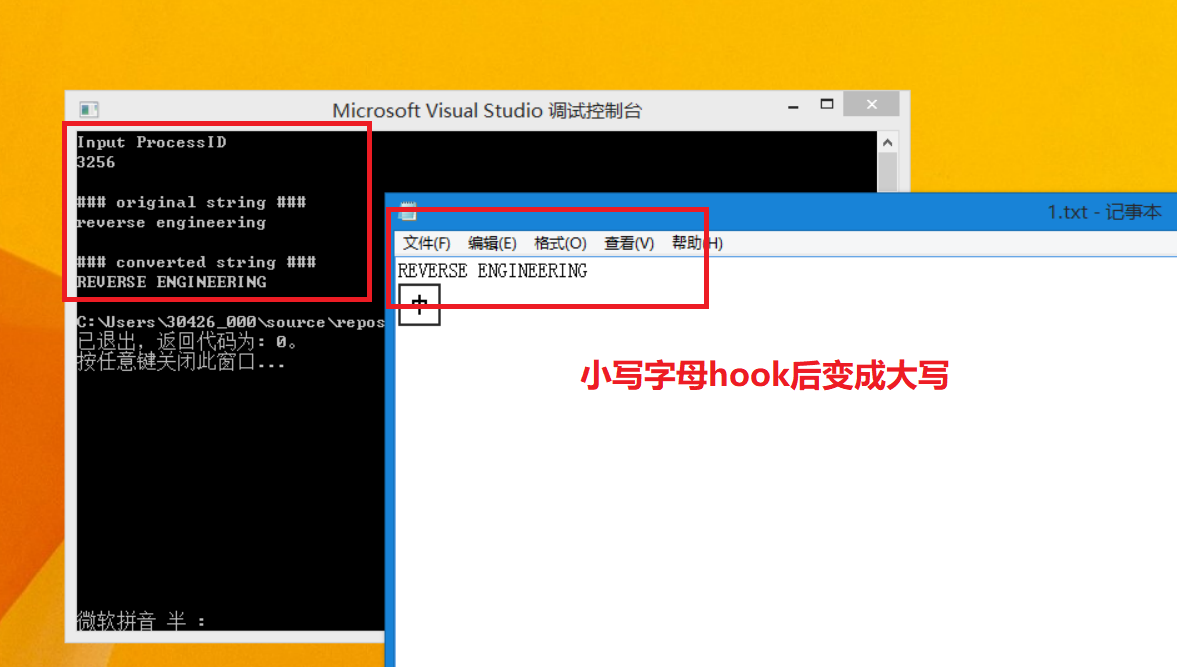 Microsoft Visual Studio 调试控制台
Input ProcessID
3256
### original string ###
reverse engineering
### converted string ###
REVERSE ENGINEERING
C:\Users\30426_000\source\repos
已退出，返回代码为: 0。
按任意键关闭此窗口...
微软拼音 半 :
1.txt - 记事本
文件(F) 编辑(E) 格式(O) 查看(V) 帮助(H)
REVERSE ENGINEERING
中
小写字母hook后变成大写